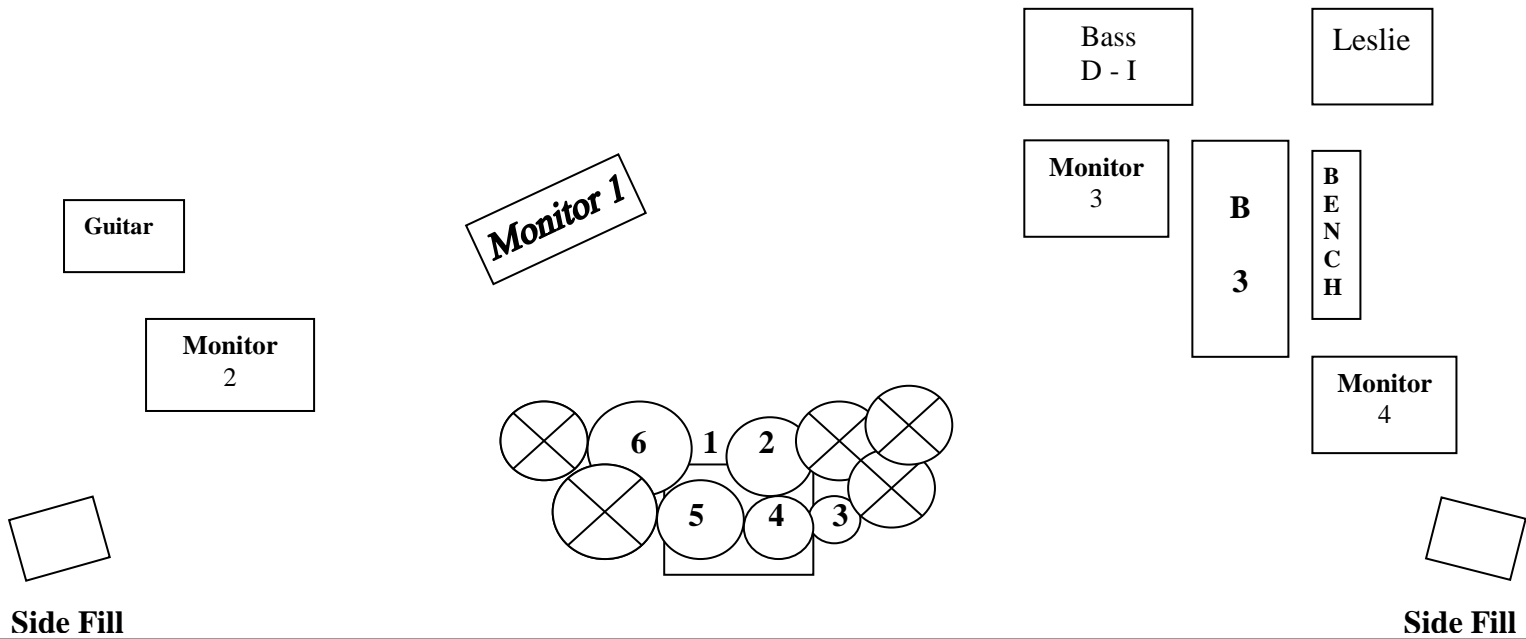 Bass
D - I
Leslie
Monitor
3
B
3
B
E
N
C
H
Monitor 1
Guitar
Monitor
2
Monitor
4
6
1
2
5
4
3
Side Fill
Side Fill